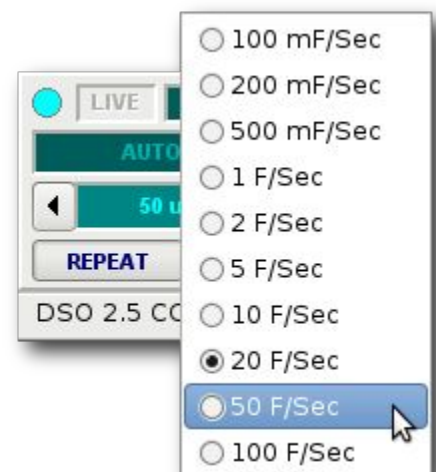 100 mF/Sec
200 mF/Sec
500 mF/Sec
1 F/Sec
2 F/Sec
5 F/Sec
10 F/Sec
20 F/Sec
50 F/Sec
100 F/Sec
LIVE
AUTO
50 u
REPEAT
DSO 2.5